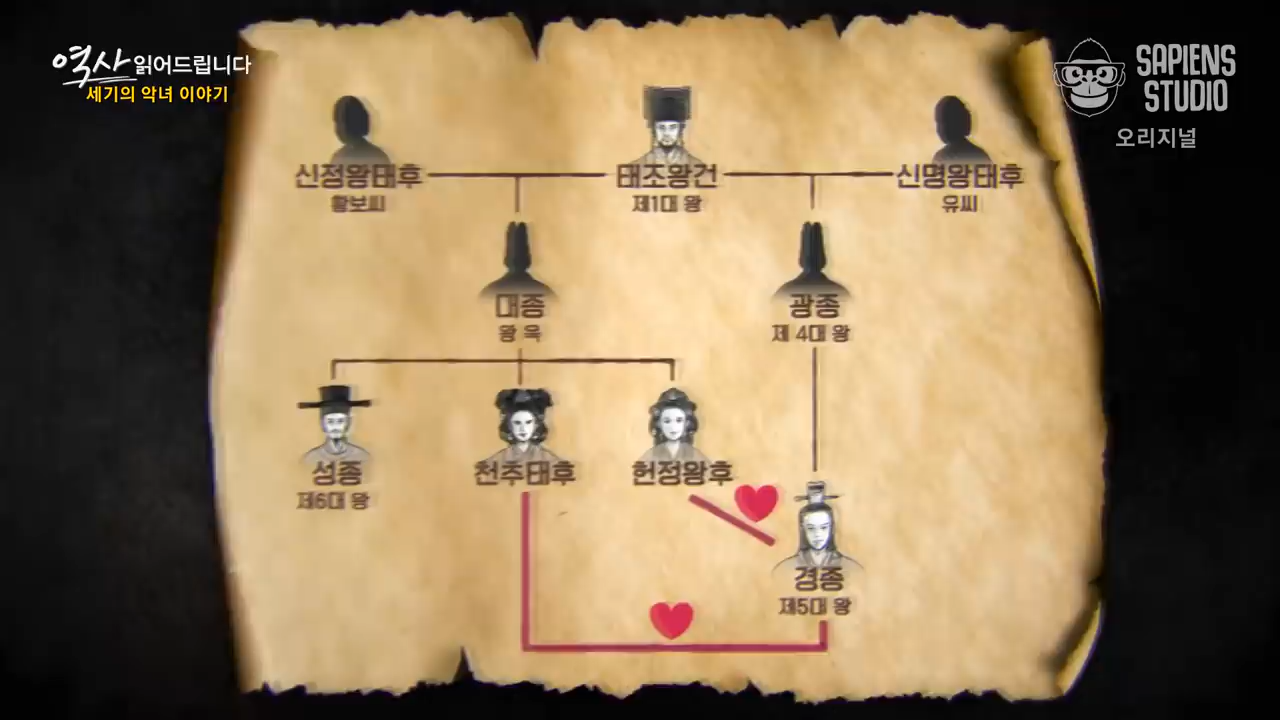 역사 읽어드립니다
세기의 악녀 이야기
SAPIENS
STUDIO
오리지널
신정왕태후
황보씨
태조왕건
제1대 왕
신명왕태후
유씨
대종
왕 욱
광종
제 4대 왕
성종
제6대 왕
천추태후
헌정왕후
경종
제5대 왕